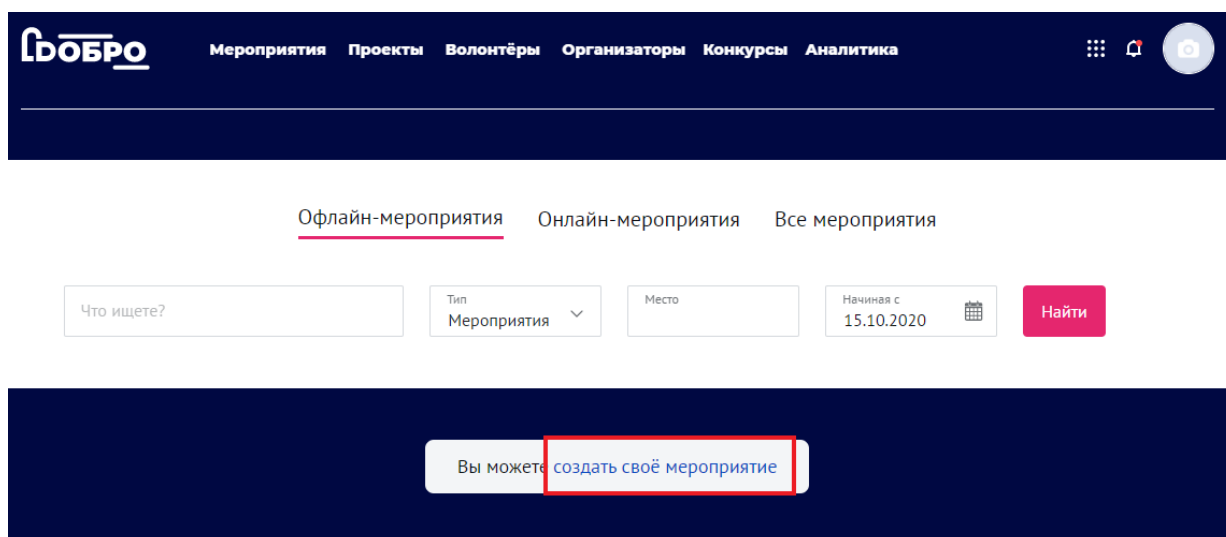 ДОБРО
Мероприятия Проекты Волонтёры Организаторы Конкурсы Аналитика
Офлайн-мероприятия Онлайн-мероприятия Все мероприятия
Что ищете?
Тип
Мероприятия
Место
Начиная с
15.10.2020
Найти
Вы можете создать своё мероприятие